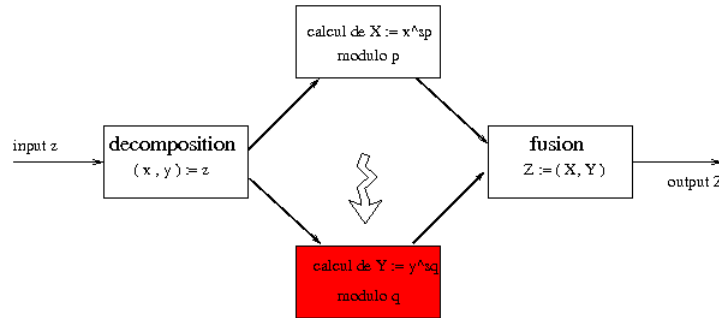 calcul de X := x^sp
modulo p
input z
decomposition
( x , y ) := z
fusion
Z := ( X, Y )
output Z
calcul de Y := y^sq
modulo q